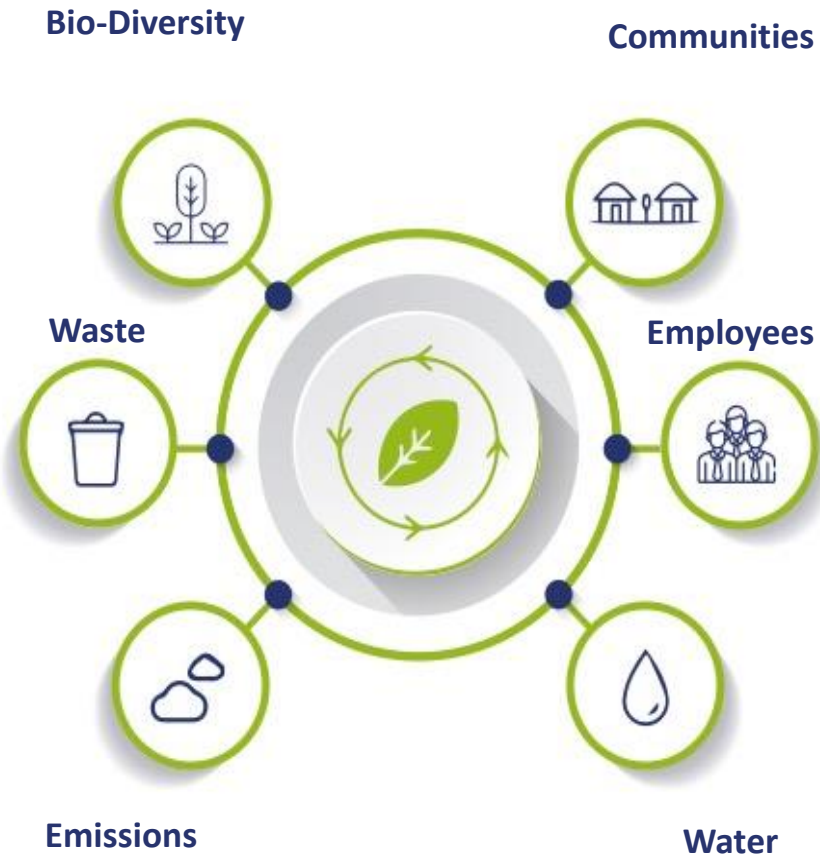 Bio-Diversity
Communities
Waste
Employees
Emissions
Water